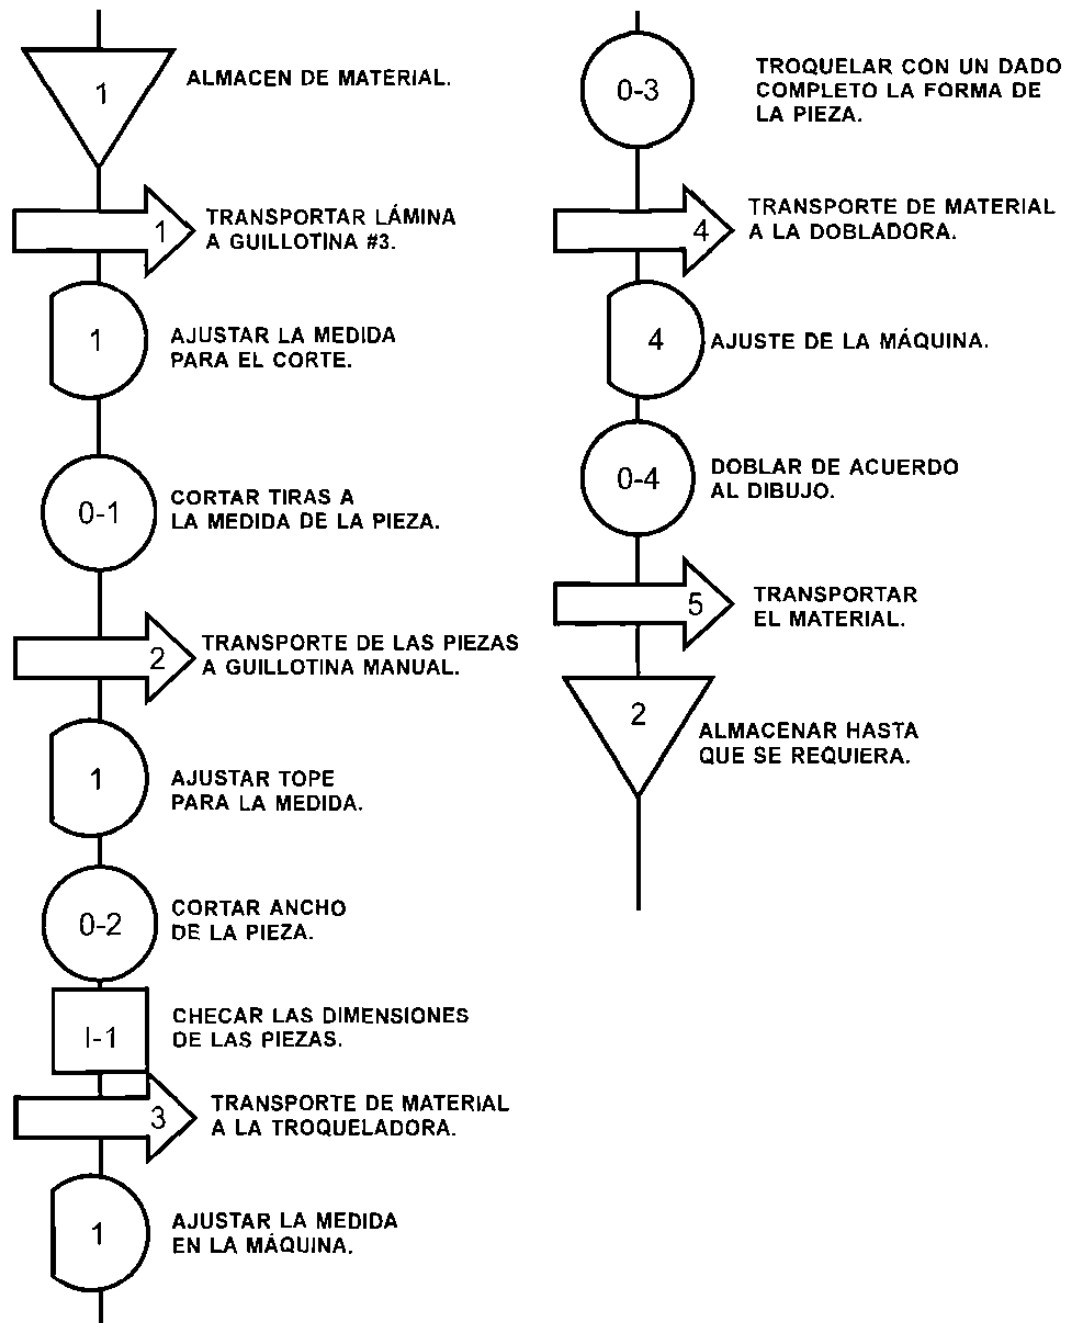 1
ALMACEN DE MATERIAL.
1
TRANSPORTAR LÁMINA
A GUILLOTINA #3.
1
AJUSTAR LA MEDIDA
PARA EL CORTE.
0-1
CORTAR TIRAS A
LA MEDIDA DE LA PIEZA.
2
TRANSPORTE DE LAS PIEZAS
A GUILLOTINA MANUAL.
1
AJUSTAR TOPE
PARA LA MEDIDA.
0-2
CORTAR ANCHO
DE LA PIEZA.
I-1
CHECAR LAS DIMENSIONES
DE LAS PIEZAS.
3
TRANSPORTE DE MATERIAL
A LA TROQUELADORA.
1
AJUSTAR LA MEDIDA
EN LA MÁQUINA.
0-3
TROQUELAR CON UN DADO
COMPLETO LA FORMA DE
LA PIEZA.
4
TRANSPORTE DE MATERIAL
A LA DOBLADORA.
4
AJUSTE DE LA MÁQUINA.
0-4
DOBLAR DE ACUERDO
AL DIBUJO.
5
TRANSPORTAR
EL MATERIAL.
2
ALMACENAR HASTA
QUE SE REQUIERA.